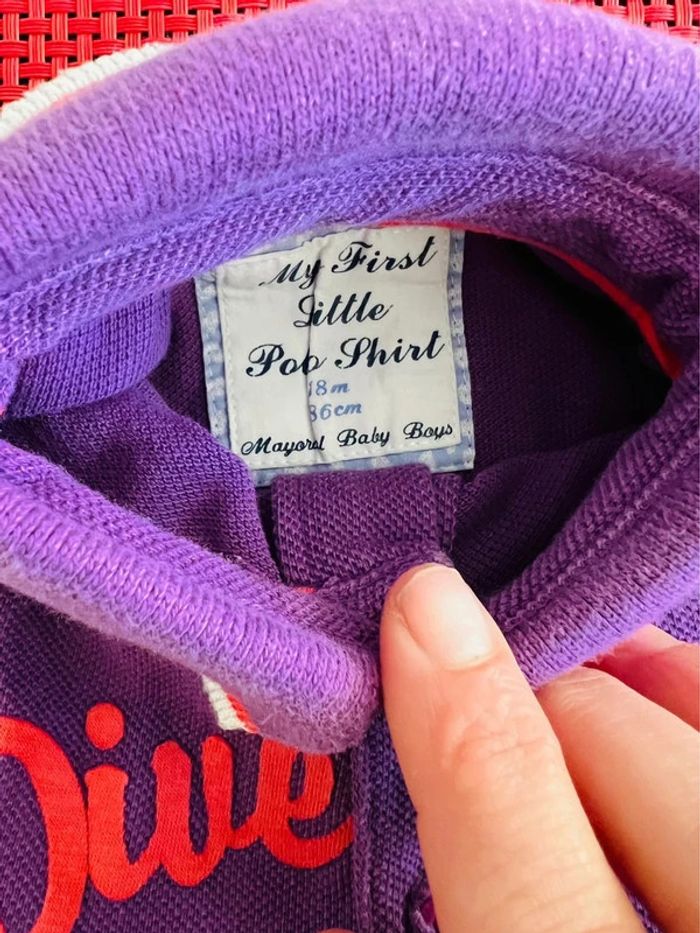 My First
Little
Poo Shirt
18m
86cm
Mayoral Baby Boys
Dive